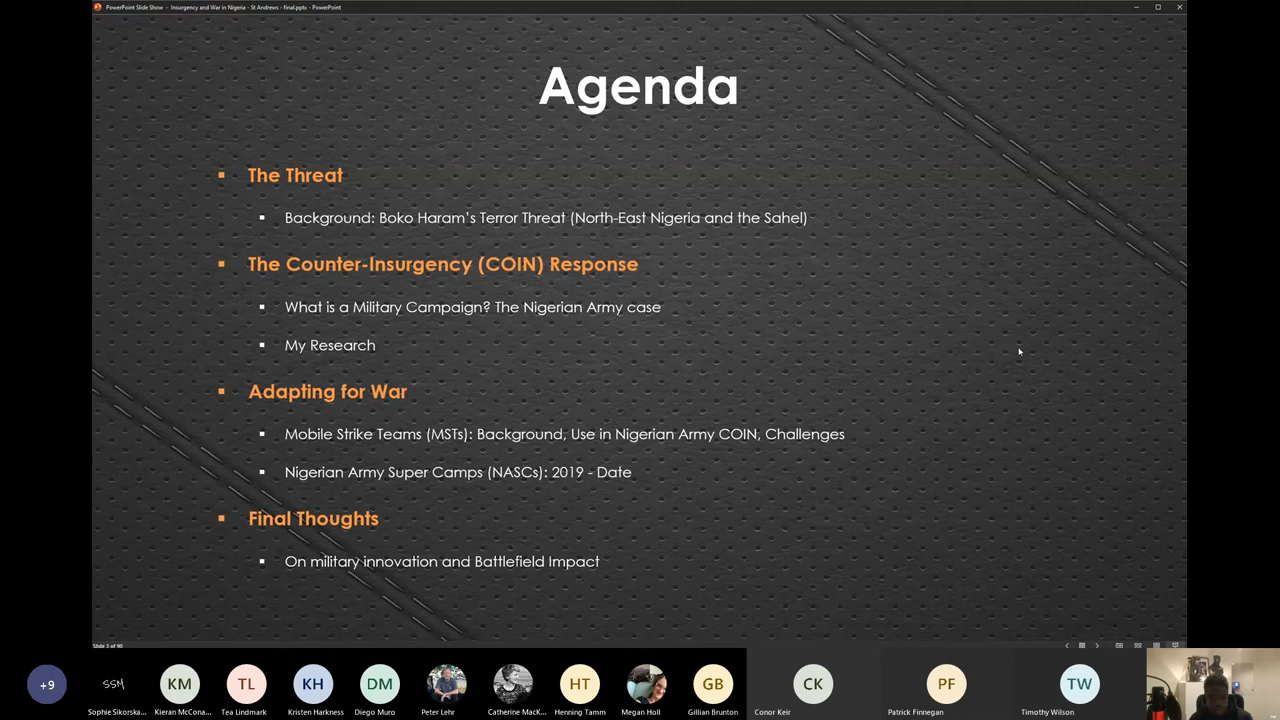 PowerPoint Slide Show - Insurgency and War in Nigeria - St Andrews - final.ppts - PowerPoint
Agenda
The Threat
Background: Boko Haram's Terror Threat (North-East Nigeria and the Sahel)
The Counter-Insurgency (COIN) Response
What is a Military Campaign? The Nigerian Army case
My Research
Adapting for War
Mobile Strike Teams (MSTs): Background, Use in Nigerian Army COIN, Challenges
Nigerian Army Super Camps (NASCs): 2019 - Date
Final Thoughts
On military innovation and Battlefield Impact
Slide 3 of 90
+9 SSM KM TL KH DM HT GB CK PF TW
Sophie Sikorska... Kieran McCona... Tea Lindmark Kristen Harkness Diego Muro Peter Lehr Catherine MacK... Henning Tamm Megan Holl Gillian Brunton Conor Keir Patrick Finnegan Timothy Wilson